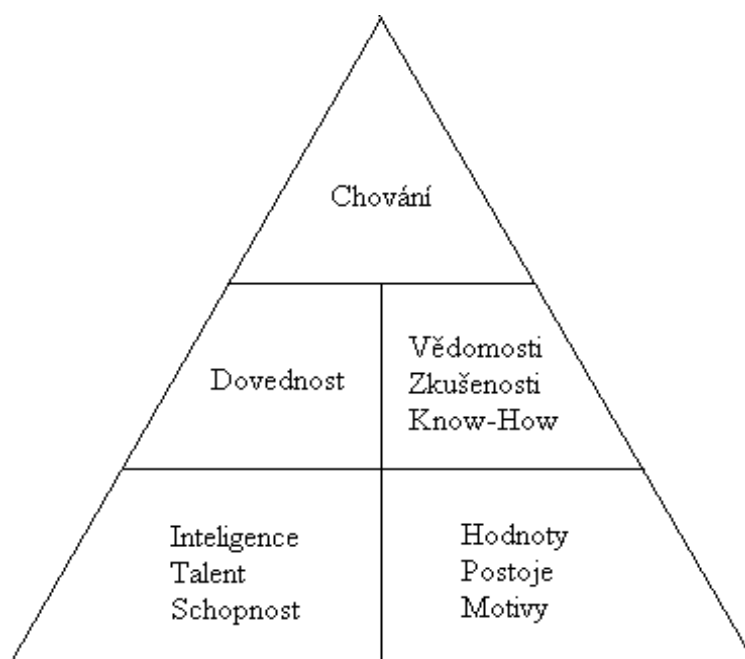 Chování
Dovednost
Vědomosti
Zkušenosti
Know-How
Inteligence
Talent
Schopnost
Hodnoty
Postoje
Motivy